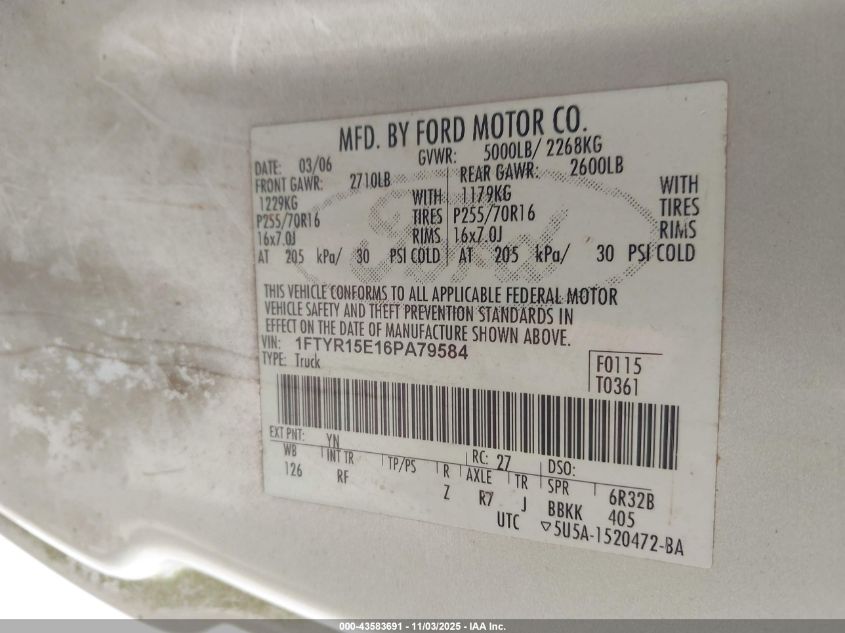 MFD. BY FORD MOTOR CO.
DATE: 03/06 GVWR: 5000LB/ 2268KG
FRONT GAWR: 2710LB REAR GAWR: 2600LB
1229KG WITH 1179KG WITH
P255/70R16 TIRES P255/70R16 TIRES
16x7.0J RIMS 16x7.0J RIMS
AT 205 kPa/ 30 PSI COLD AT 205 kPa/ 30 PSI COLD
THIS VEHICLE CONFORMS TO ALL APPLICABLE FEDERAL MOTOR
VEHICLE SAFETY AND THEFT PREVENTION STANDARDS IN
EFFECT ON THE DATE OF MANUFACTURE SHOWN ABOVE.
VIN: 1FTYR15E16PA79584
TYPE: Truck
F0115
T0361
EXT PNT: YN RC: 27 DSO:
WB INT TR TP/PS R AXLE TR SPR 6R32B
126 RF Z R7 J BBKK 405
UTC ▽5U5A-1520472-BA
Ford
000-43583691 - 11/03/2025 - IAA Inc.